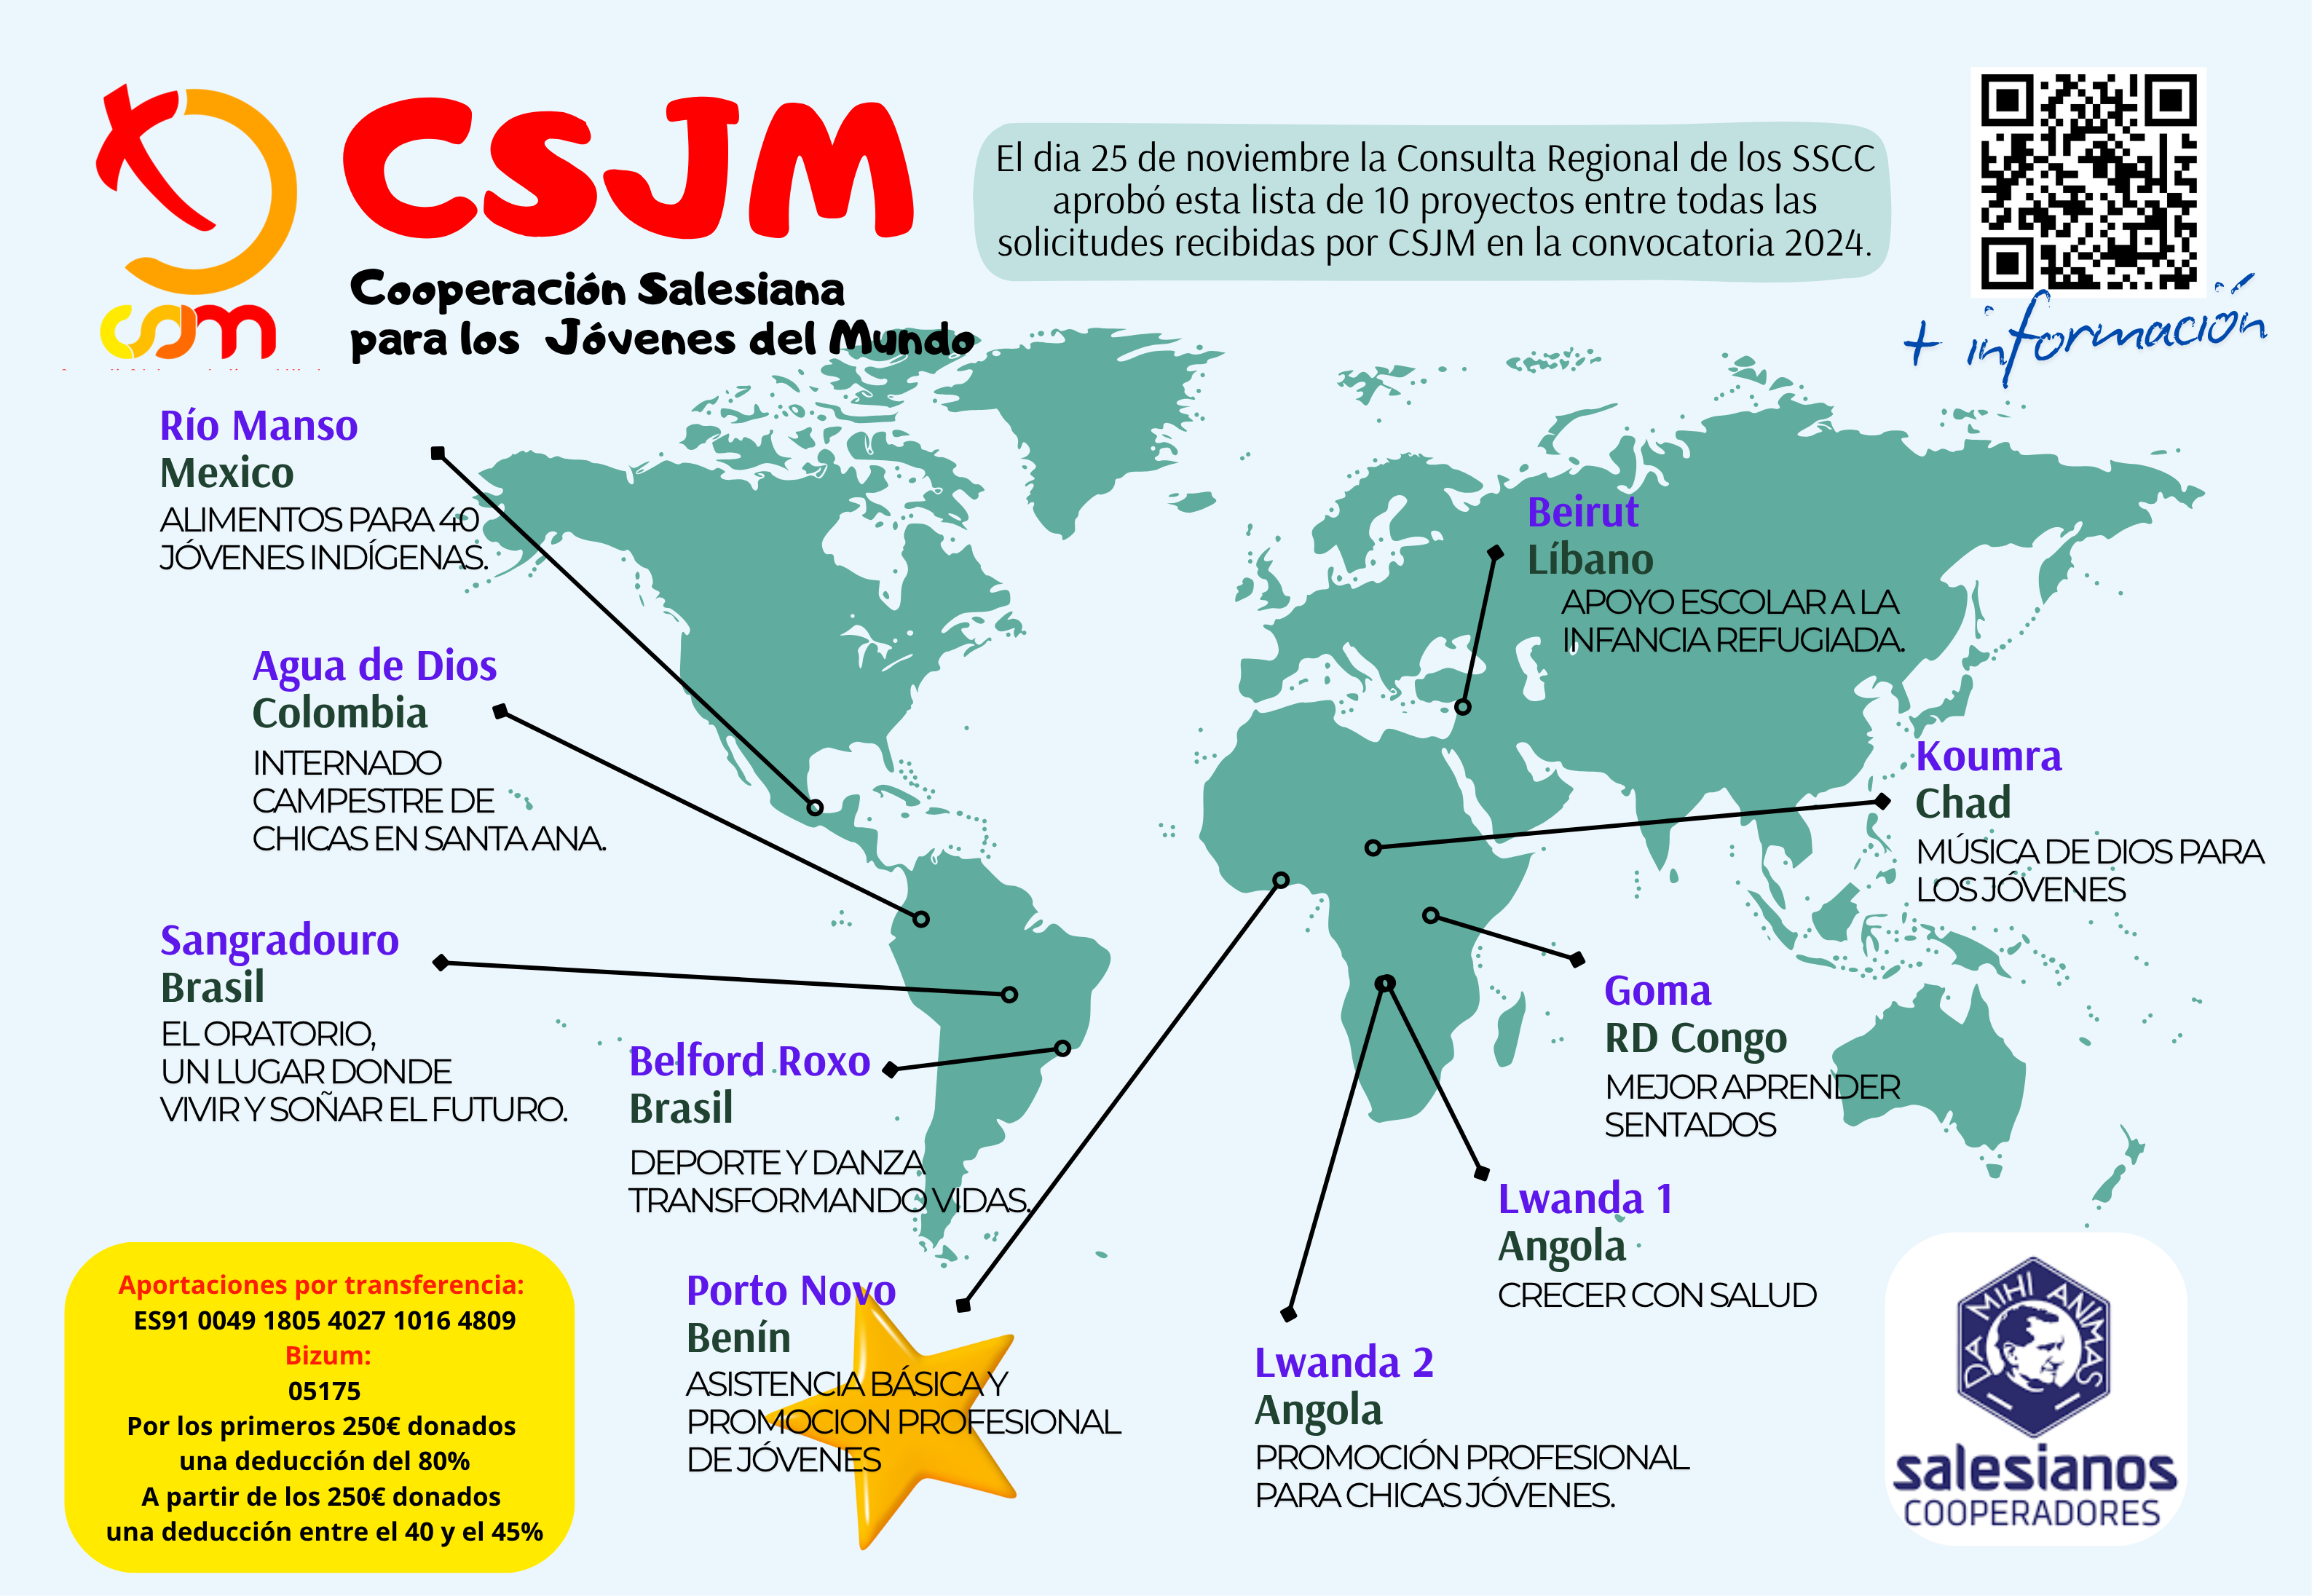 CSJM
Cooperación Salesiana
para los Jóvenes del Mundo
csjm
El dia 25 de noviembre la Consulta Regional de los SSCC
aprobó esta lista de 10 proyectos entre todas las
solicitudes recibidas por CSJM en la convocatoria 2024.
+ información
Río Manso
Mexico
ALIMENTOS PARA 40
JÓVENES INDÍGENAS.
Beirut
Líbano
APOYO ESCOLAR A LA
INFANCIA REFUGIADA.
Agua de Dios
Colombia
INTERNADO
CAMPESTRE DE
CHICAS EN SANTA ANA.
Koumra
Chad
MÚSICA DE DIOS PARA
LOS JÓVENES
Sangradouro
Brasil
EL ORATORIO,
UN LUGAR DONDE
VIVIR Y SOÑAR EL FUTURO.
Belford Roxo
Brasil
DEPORTE Y DANZA
TRANSFORMANDO VIDAS.
Goma
RD Congo
MEJOR APRENDER
SENTADOS
Lwanda 1
Angola
CRECER CON SALUD
Porto Novo
Benín
ASISTENCIA BÁSICA Y
PROMOCION PROFESIONAL
DE JÓVENES
Lwanda 2
Angola
PROMOCIÓN PROFESIONAL
PARA CHICAS JÓVENES.
Aportaciones por transferencia:
ES91 0049 1805 4027 1016 4809
Bizum:
05175
Por los primeros 250€ donados
una deducción del 80%
A partir de los 250€ donados
una deducción entre el 40 y el 45%
DA MIHI ANIMAS
salesianos
COOPERADORES